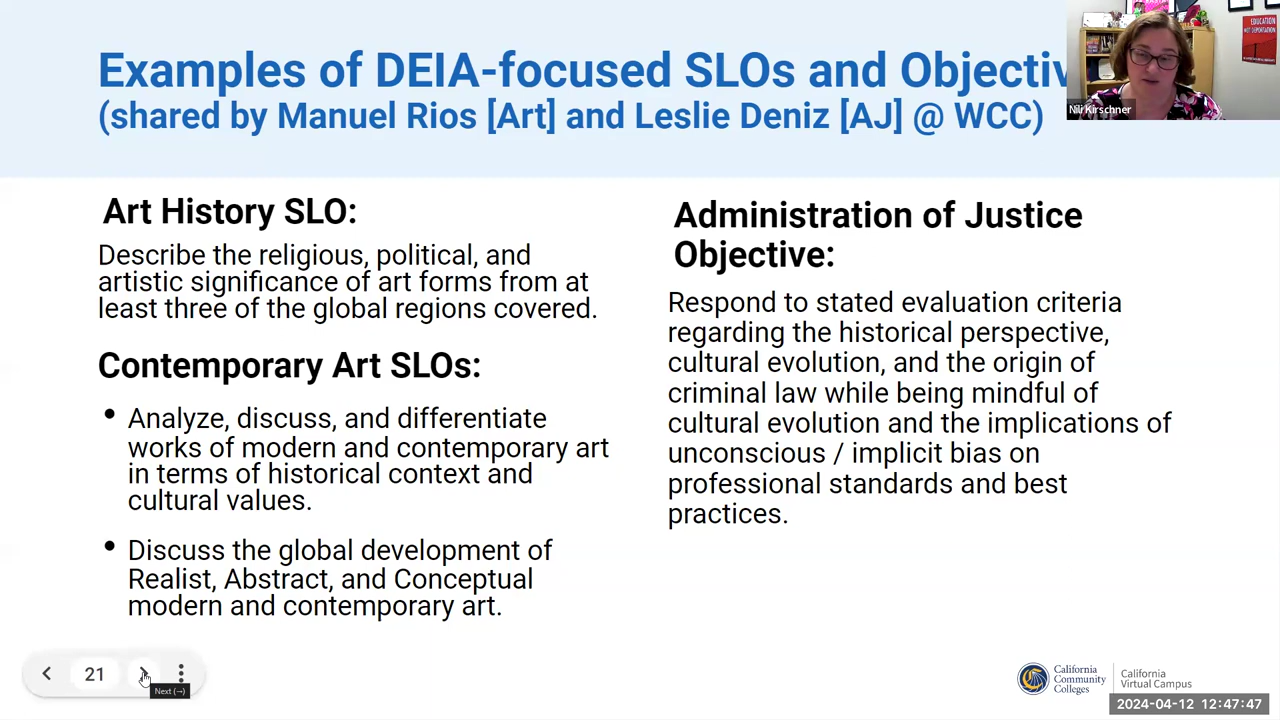 Examples of DEIA-focused SLOs and Objectiv
(shared by Manuel Rios [Art] and Leslie Deniz [AJ] @ WCC)
EDUCATION
NOT DEPORTATION
Nili Kirschner
Art History SLO:
Describe the religious, political, and
artistic significance of art forms from at
least three of the global regions covered.
Contemporary Art SLOs:
• Analyze, discuss, and differentiate
works of modern and contemporary art
in terms of historical context and
cultural values.
• Discuss the global development of
Realist, Abstract, and Conceptual
modern and contemporary art.
Administration of Justice
Objective:
Respond to stated evaluation criteria
regarding the historical perspective,
cultural evolution, and the origin of
criminal law while being mindful of
cultural evolution and the implications of
unconscious / implicit bias on
professional standards and best
practices.
21
Next (→)
California
Community
Colleges
California
Virtual Campus
2024-04-12 12:47:47